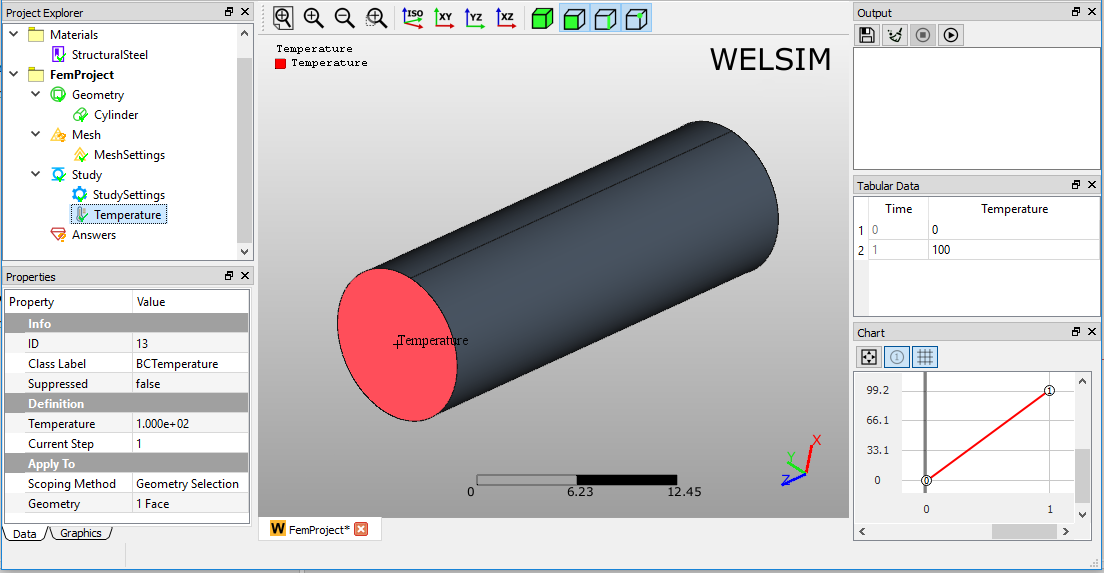 Project Explorer
Materials
StructuralSteel
FemProject
Geometry
Cylinder
Mesh
MeshSettings
Study
StudySettings
Temperature
Answers
Properties
Property Value
Info
ID 13
Class Label BCTemperature
Suppressed false
Definition
Temperature 1.000e+02
Current Step 1
Apply To
Scoping Method Geometry Selection
Geometry 1 Face
Data Graphics
ISO XY YZ XZ
Temperature
Temperature
WELSIM
Temperature
X
Y
Z
0 6.23 12.45
W FemProject*
Output
Tabular Data
Time Temperature
1 0 0
2 1 100
Chart
1
99.2
66.1
33.1
0
0 1
0 1